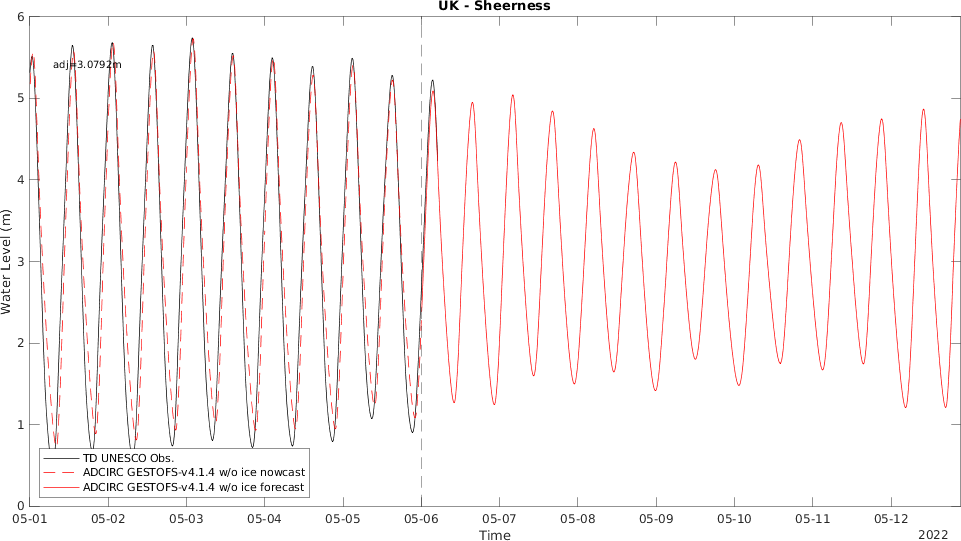 UK - Sheerness
adj=3.0792m
Water Level (m)
6
5
4
3
2
1
0
TD UNESCO Obs.
ADCIRC GESTOFS-v4.1.4 w/o ice nowcast
ADCIRC GESTOFS-v4.1.4 w/o ice forecast
05-01 05-02 05-03 05-04 05-05 05-06 05-07 05-08 05-09 05-10 05-11 05-12
Time
2022